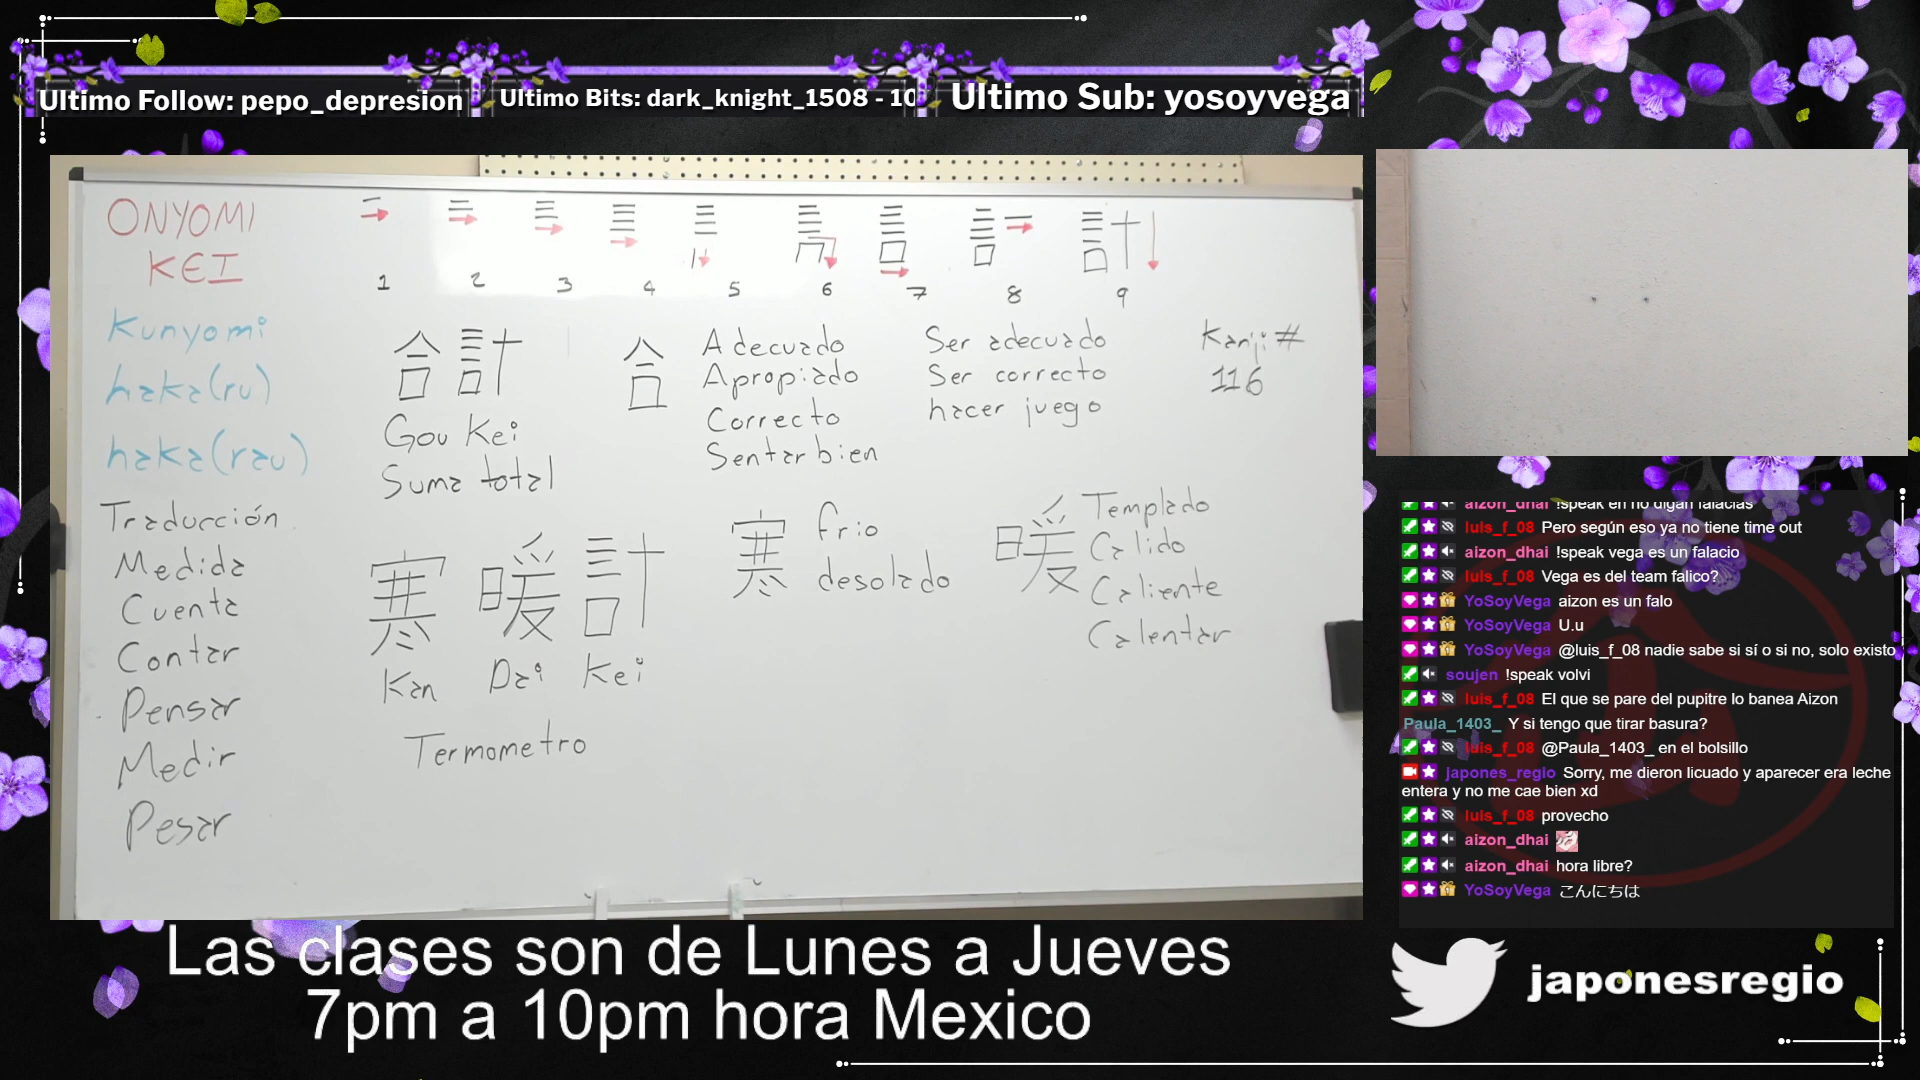 Ultimo Follow: pepo_depresion
Ultimo Bits: dark_knight_1508 - 10
Ultimo Sub: yosoyvega
ONYOMI
KEI
Kunyomi
haka(ru)
haka(rau)
Traducción
Medida
Cuenta
Contar
Pensar
Medir
Pesar
1 2 3 4 5 6 7 8 9
合計
Gou Kei
Suma total
合
Adecuado
Apropiado
Correcto
Sentar bien
Ser adecuado
Ser correcto
hacer juego
Kanji #
116
寒暖計
Kan Dai Kei
Termometro
寒
frio
desolado
暖
Templado
Calido
Caliente
Calentar
aizon_dhai !speak en no digan falacias
luis_f_08 Pero según eso ya no tiene time out
aizon_dhai !speak vega es un falacio
luis_f_08 Vega es del team falico?
YoSoyVega aizon es un falo
YoSoyVega U.u
YoSoyVega @luis_f_08 nadie sabe si sí o si no, solo existo
soujen !speak volvi
luis_f_08 El que se pare del pupitre lo banea Aizon
Paula_1403_ Y si tengo que tirar basura?
luis_f_08 @Paula_1403_ en el bolsillo
japones_regio Sorry, me dieron licuado y aparecer era leche
entera y no me cae bien xd
luis_f_08 provecho
aizon_dhai
aizon_dhai hora libre?
YoSoyVega こんにちは
Las clases son de Lunes a Jueves
7pm a 10pm hora Mexico
japonesregio